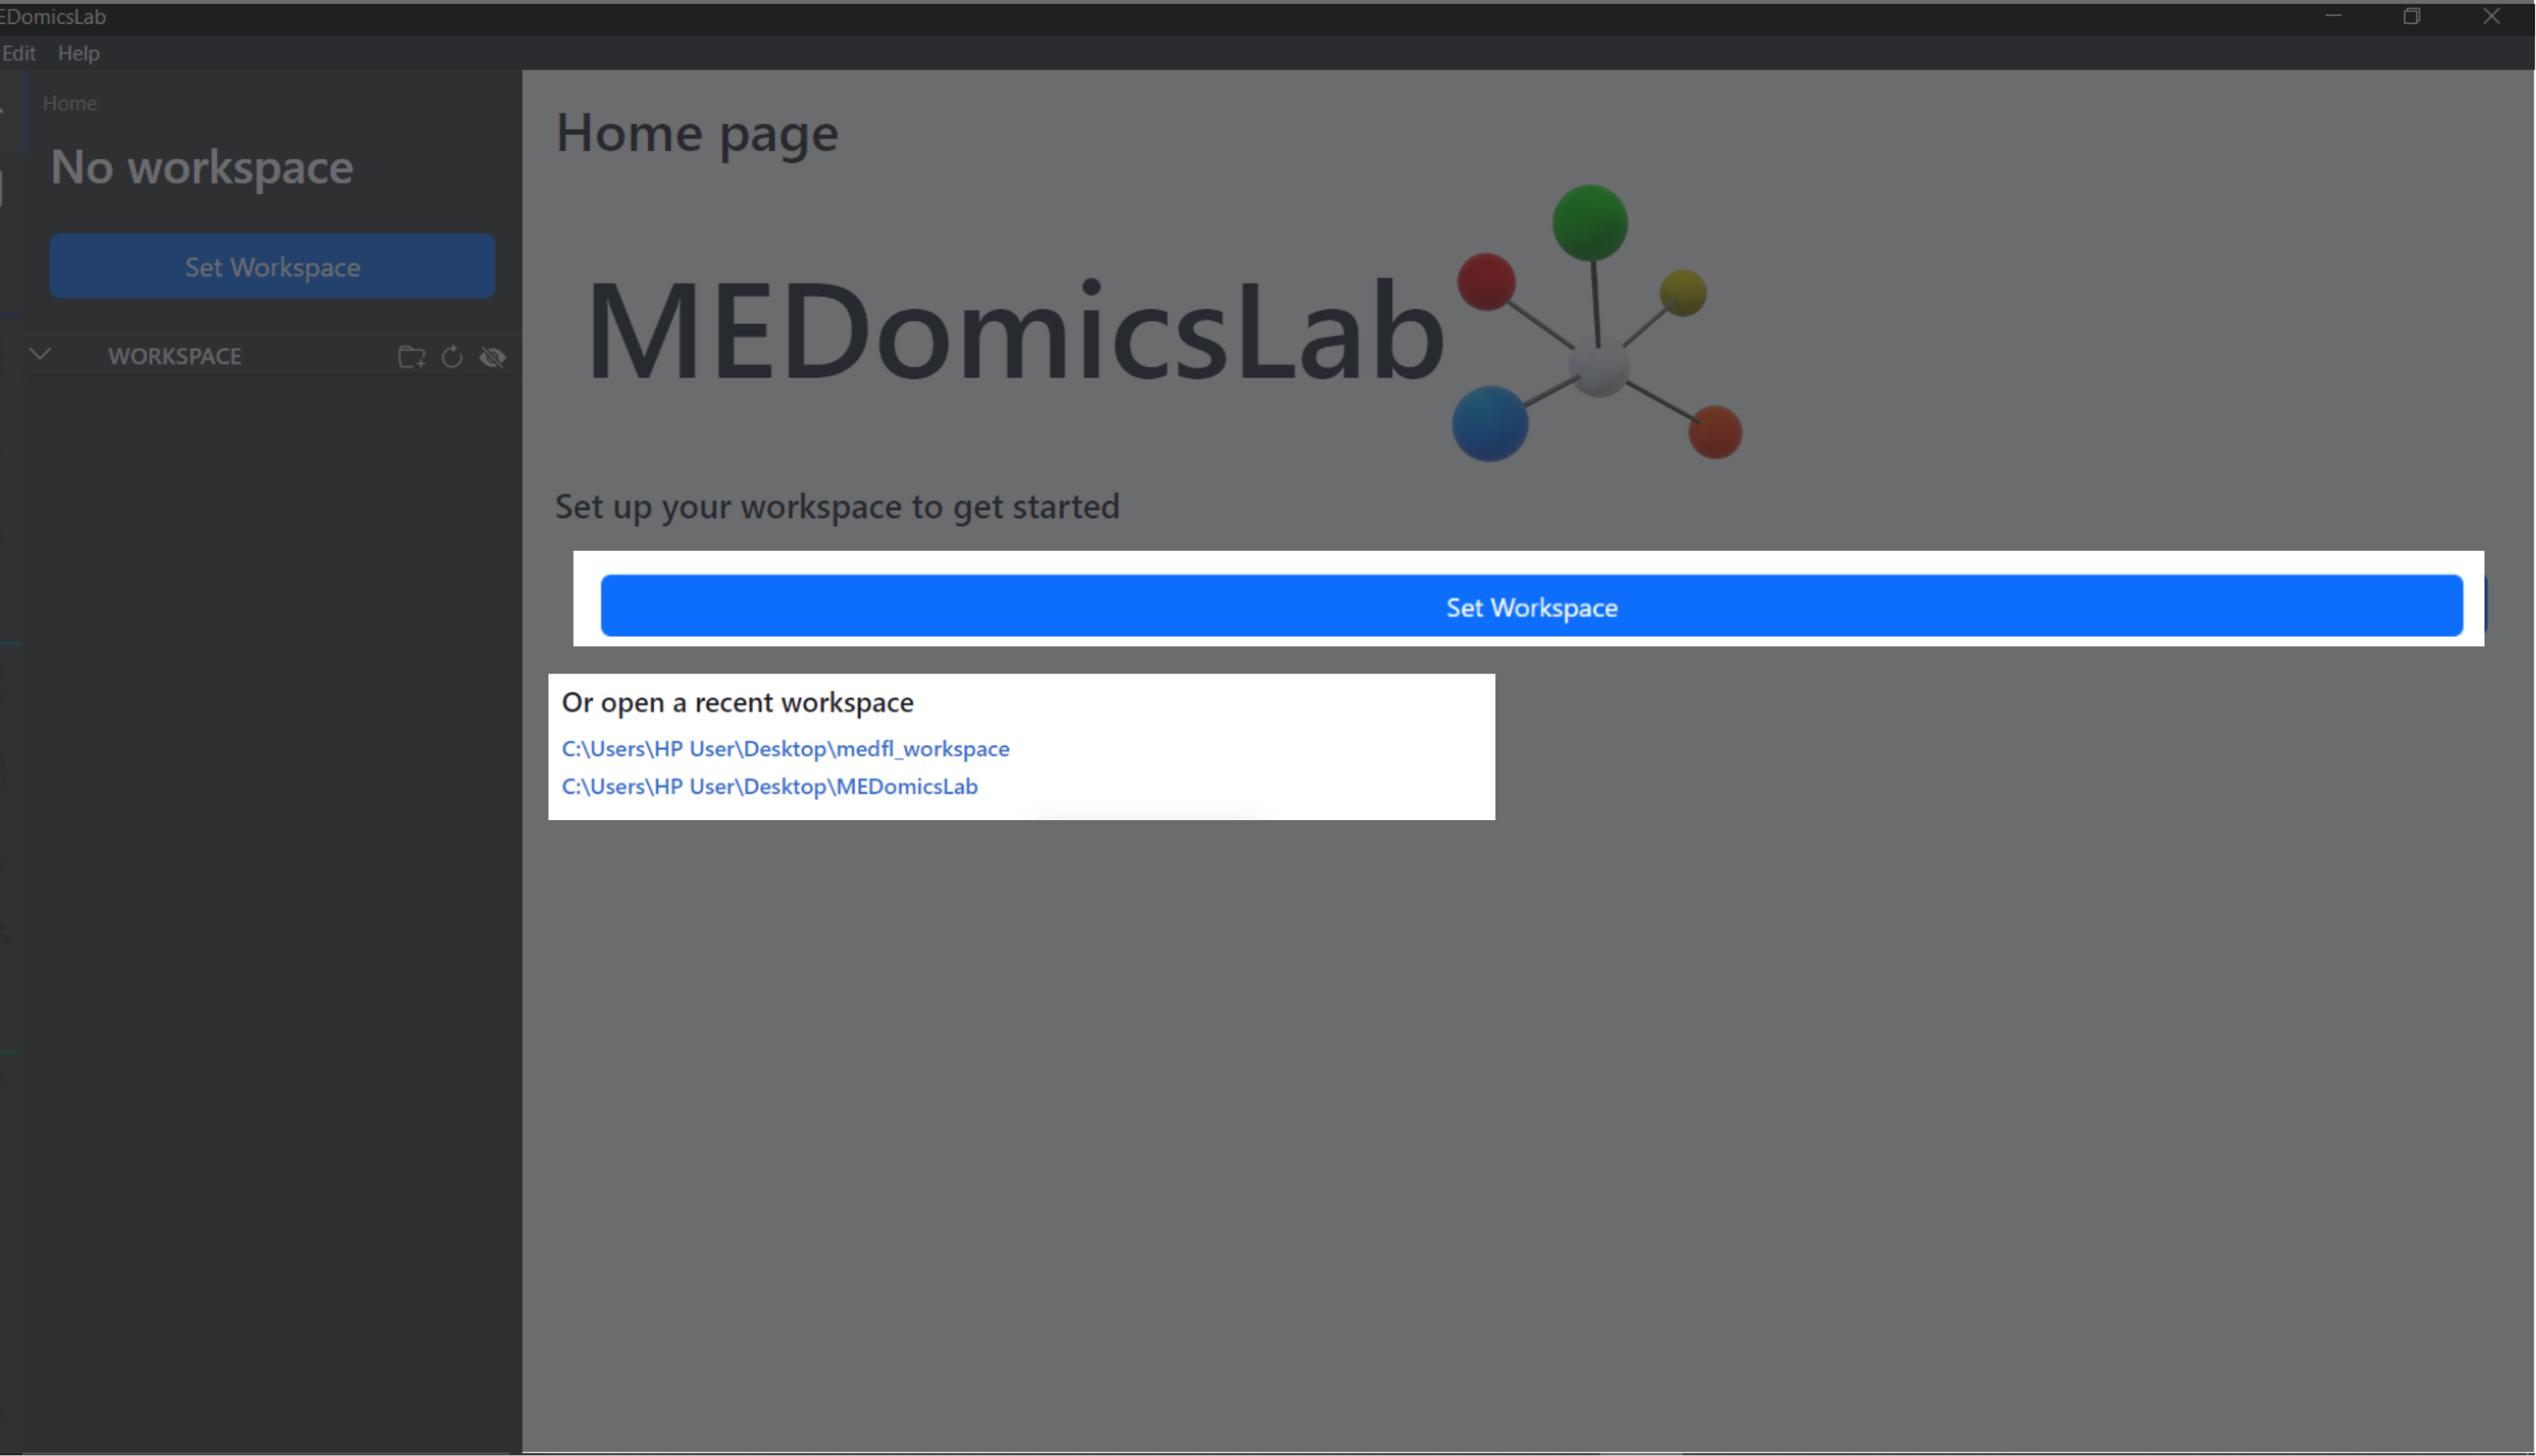 EDomicsLab
Edit Help
Home
No workspace
Set Workspace
WORKSPACE
Home page
MEDomicsLab
Set up your workspace to get started
Set Workspace
Or open a recent workspace
C:\Users\HP User\Desktop\medfl_workspace
C:\Users\HP User\Desktop\MEDomicsLab